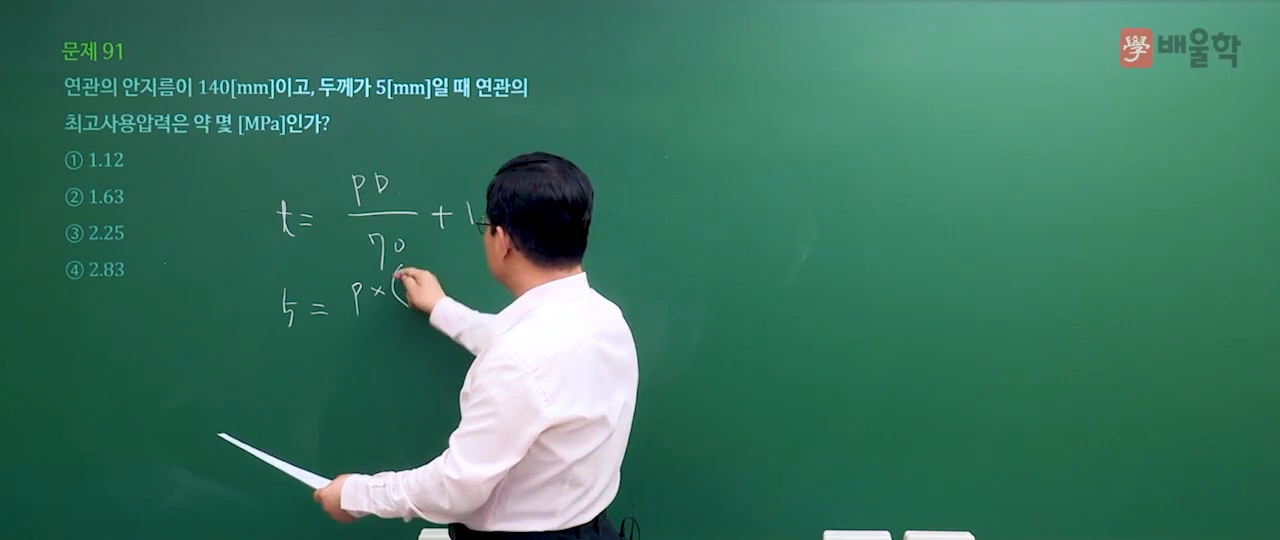 學 배울학
문제 91
연관의 안지름이 140[mm]이고, 두께가 5[mm]일 때 연관의
최고사용압력은 약 몇 [MPa]인가?
① 1.12
② 1.63
③ 2.25
④ 2.83
t = PD / 70 + 1
5 = P × (